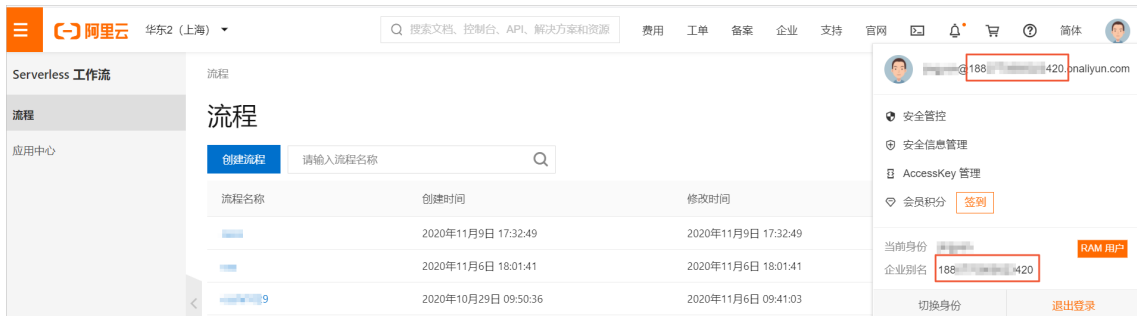 阿里云 华东2（上海） 搜索文档、控制台、API、解决方案和资源 费用 工单 备案 企业 支持 官网 简体
Serverless 工作流
流程
应用中心
流程
流程
创建流程 请输入流程名称
流程名称 创建时间 修改时间
2020年11月9日 17:32:49 2020年11月9日 17:32:49
2020年11月6日 18:01:41 2020年11月6日 18:01:41
9 2020年10月29日 09:50:36 2020年11月6日 09:41:03
@188 420.onaliyun.com
安全管控
安全信息管理
AccessKey 管理
会员积分 签到
当前身份 RAM 用户
企业别名 188 420
切换身份 退出登录